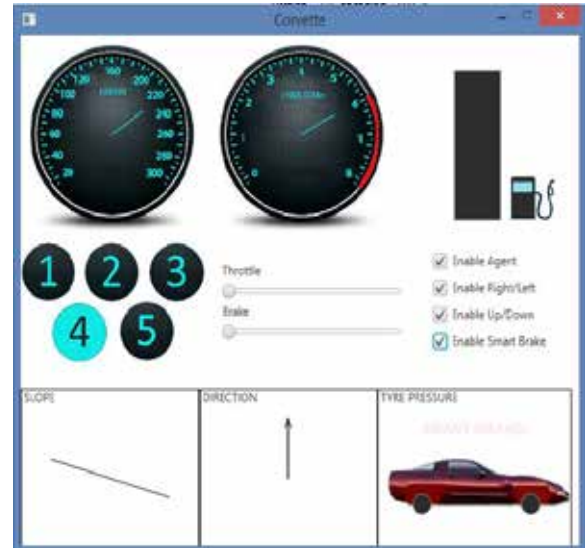 Corvette
120 160 200
100 220
80 240
60 260
40 280
20 300
3 4 5
2 6
1
0 8
1 2 3
4 5
Throttle
Brake
Enable Agent
Enable Right/Left
Enable Up/Down
Enable Smart Brake
SLOPE
DIRECTION
TYRE PRESSURE